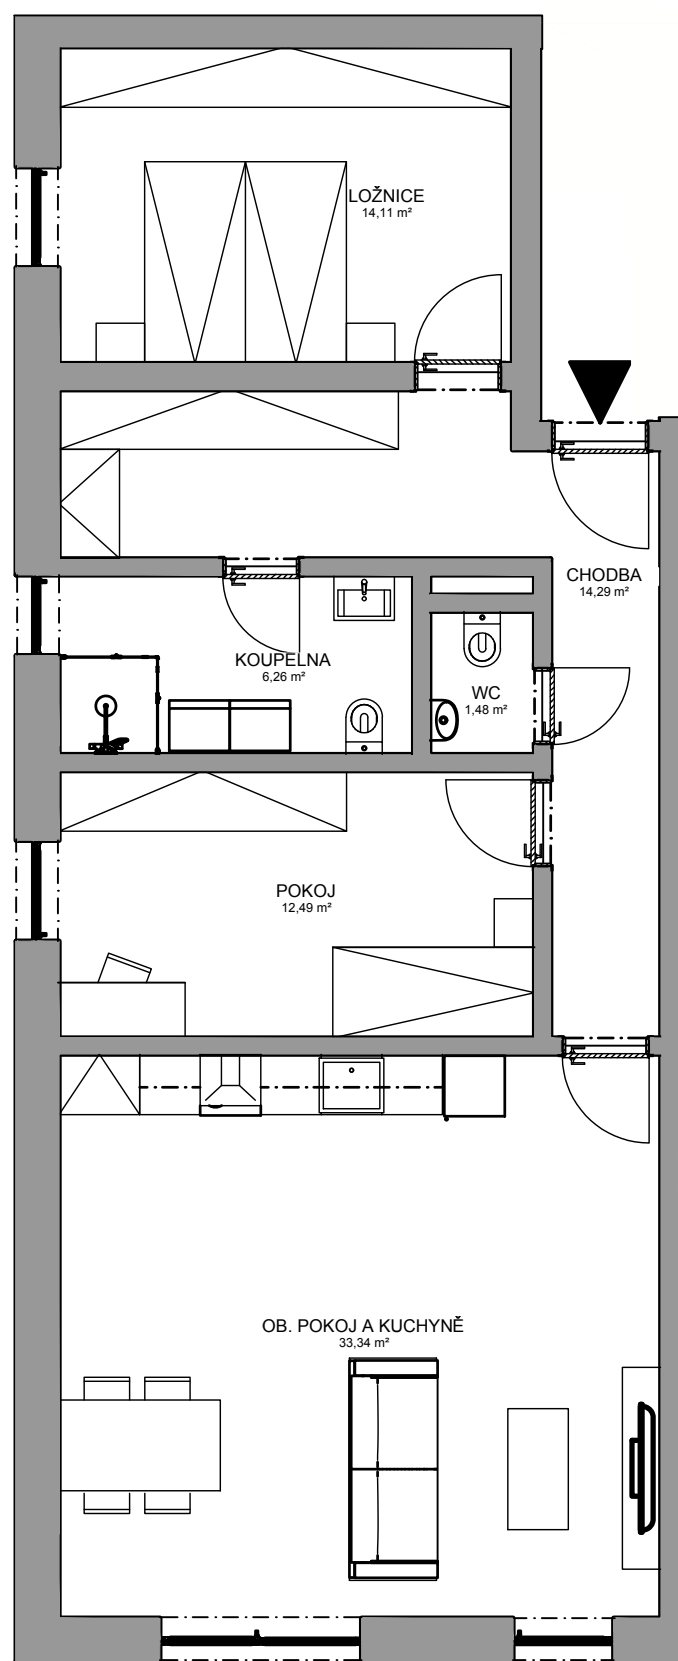 LOŽNICE
14,11 m²
CHODBA
14,29 m²
KOUPELNA
6,26 m²
WC
1,48 m²
POKOJ
12,49 m²
OB. POKOJ A KUCHYNĚ
33,34 m²